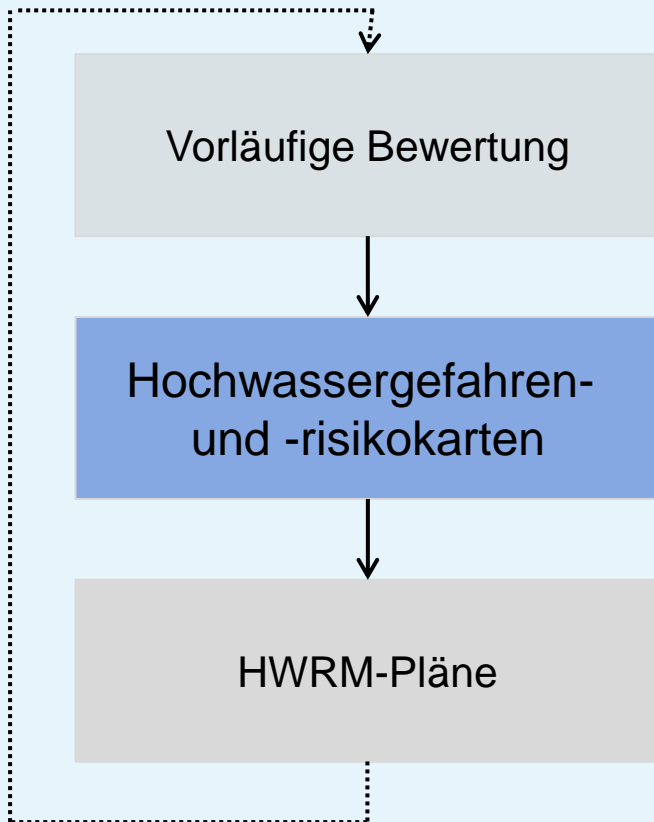 Vorläufige Bewertung
Hochwassergefahren-
und -risikokarten
HWRM-Pläne